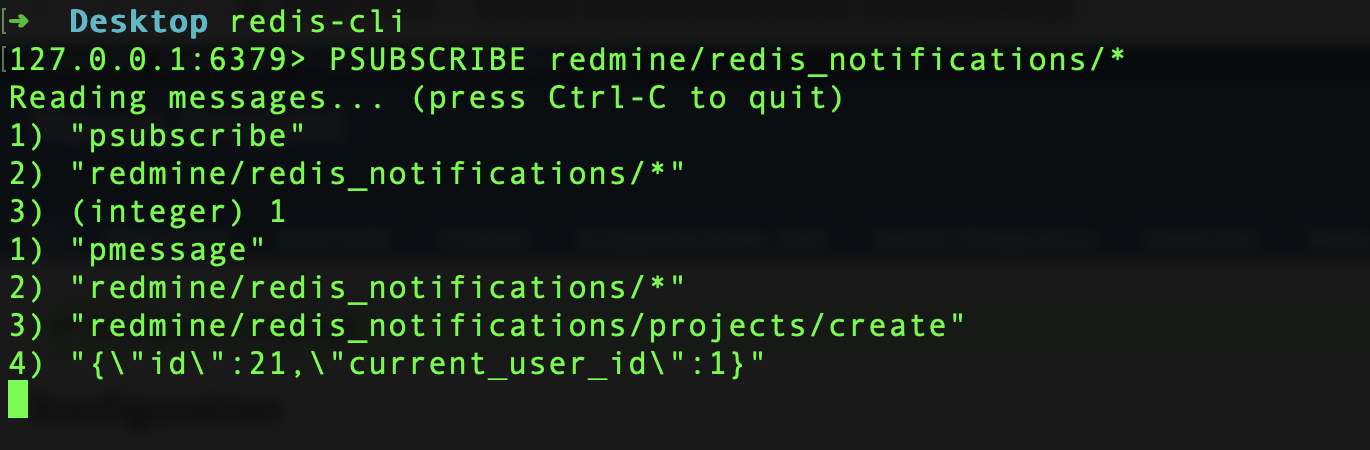 [➜ Desktop redis-cli
[127.0.0.1:6379> PSUBSCRIBE redmine/redis_notifications/*
Reading messages... (press Ctrl-C to quit)
1) "psubscribe"
2) "redmine/redis_notifications/*"
3) (integer) 1
1) "pmessage"
2) "redmine/redis_notifications/*"
3) "redmine/redis_notifications/projects/create"
4) "{\"id\":21,\"current_user_id\":1}"